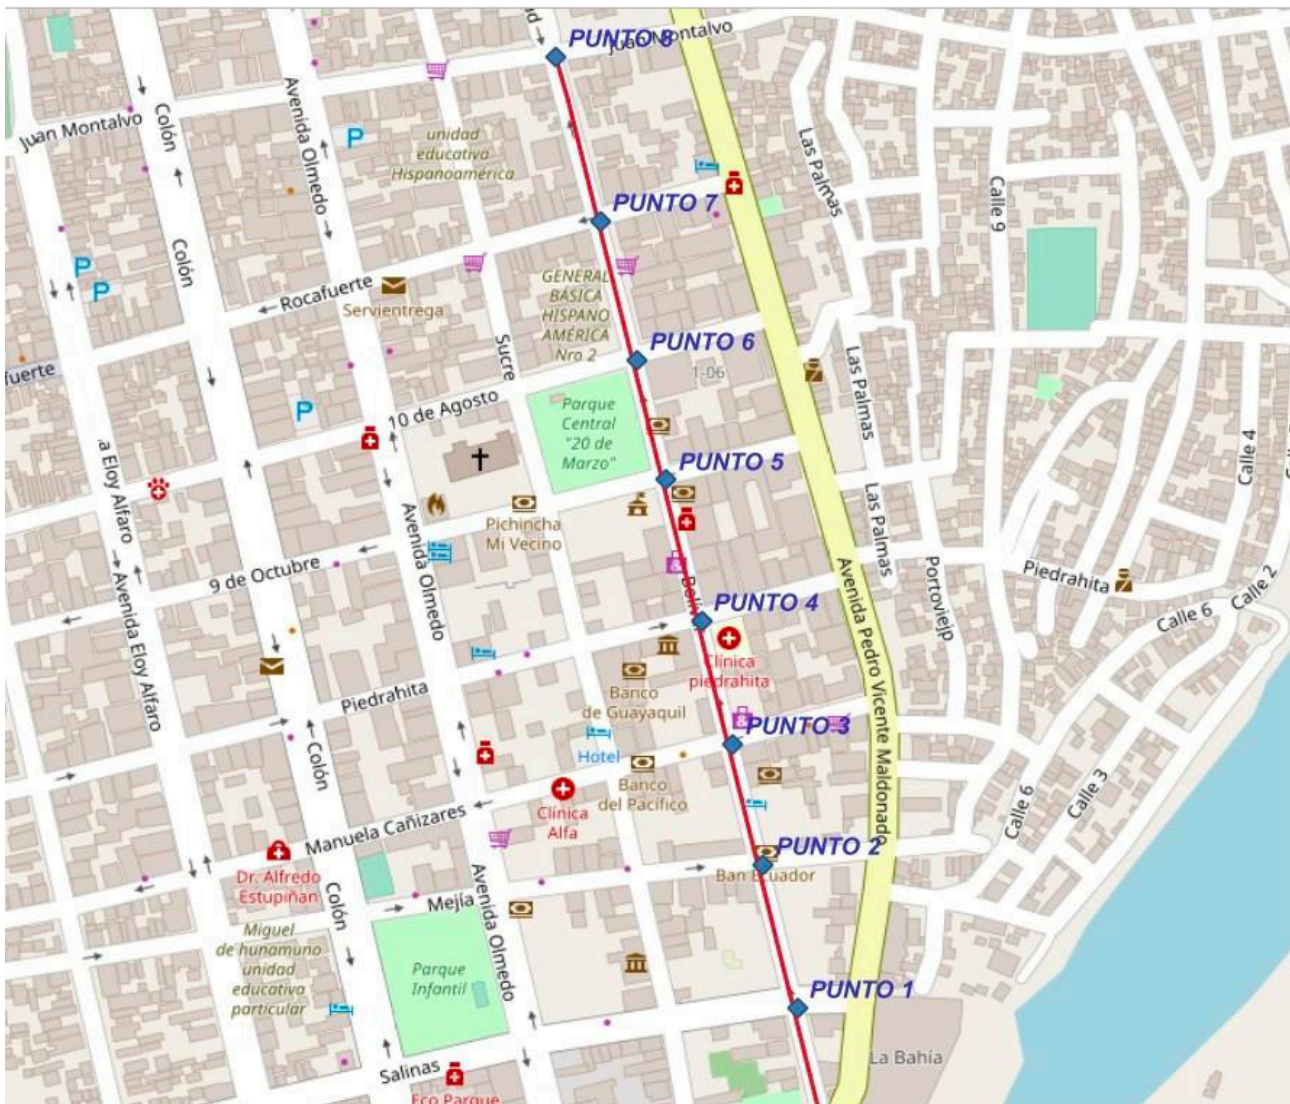 PUNTO 8
Juan Montalvo
Juan Montalvo
Colón
Avenida Olmedo
unidad
educativa
Hispanoamérica
Las Palmas
Calle 9
PUNTO 7
P
P
P
Colón
Rocafuerte
Servientrega
GENERAL
BÁSICA
HISPANO
AMÉRICA
Nro 2
Sucre
PUNTO 6
1-06
Las Palmas
P
10 de Agosto
Parque
Central
"20 de
Marzo"
Calle 4
a Eloy Alfaro
PUNTO 5
Pichincha
Mi Vecino
Avenida Olmedo
Las Palmas
9 de Octubre
Avenida Eloy Alfaro
PUNTO 4
Avenida Pedro Vicente Maldonado
Portoviejp
Piedrahita
Calle 2
Calle 6
Clínica
piedrahita
Piedrahita
Banco
de Guayaquil
PUNTO 3
Colón
Hotel
Banco
del Pacífico
Clínica
Alfa
Manuela Cañizares
Calle 6
Calle 3
PUNTO 2
Ban Ecuador
Dr. Alfredo
Estupiñan
Colón
Mejía
Avenida Olmedo
Miguel
de hunamuno
unidad
educativa
particular
Parque
Infantil
PUNTO 1
La Bahía
Salinas
Eco Parque